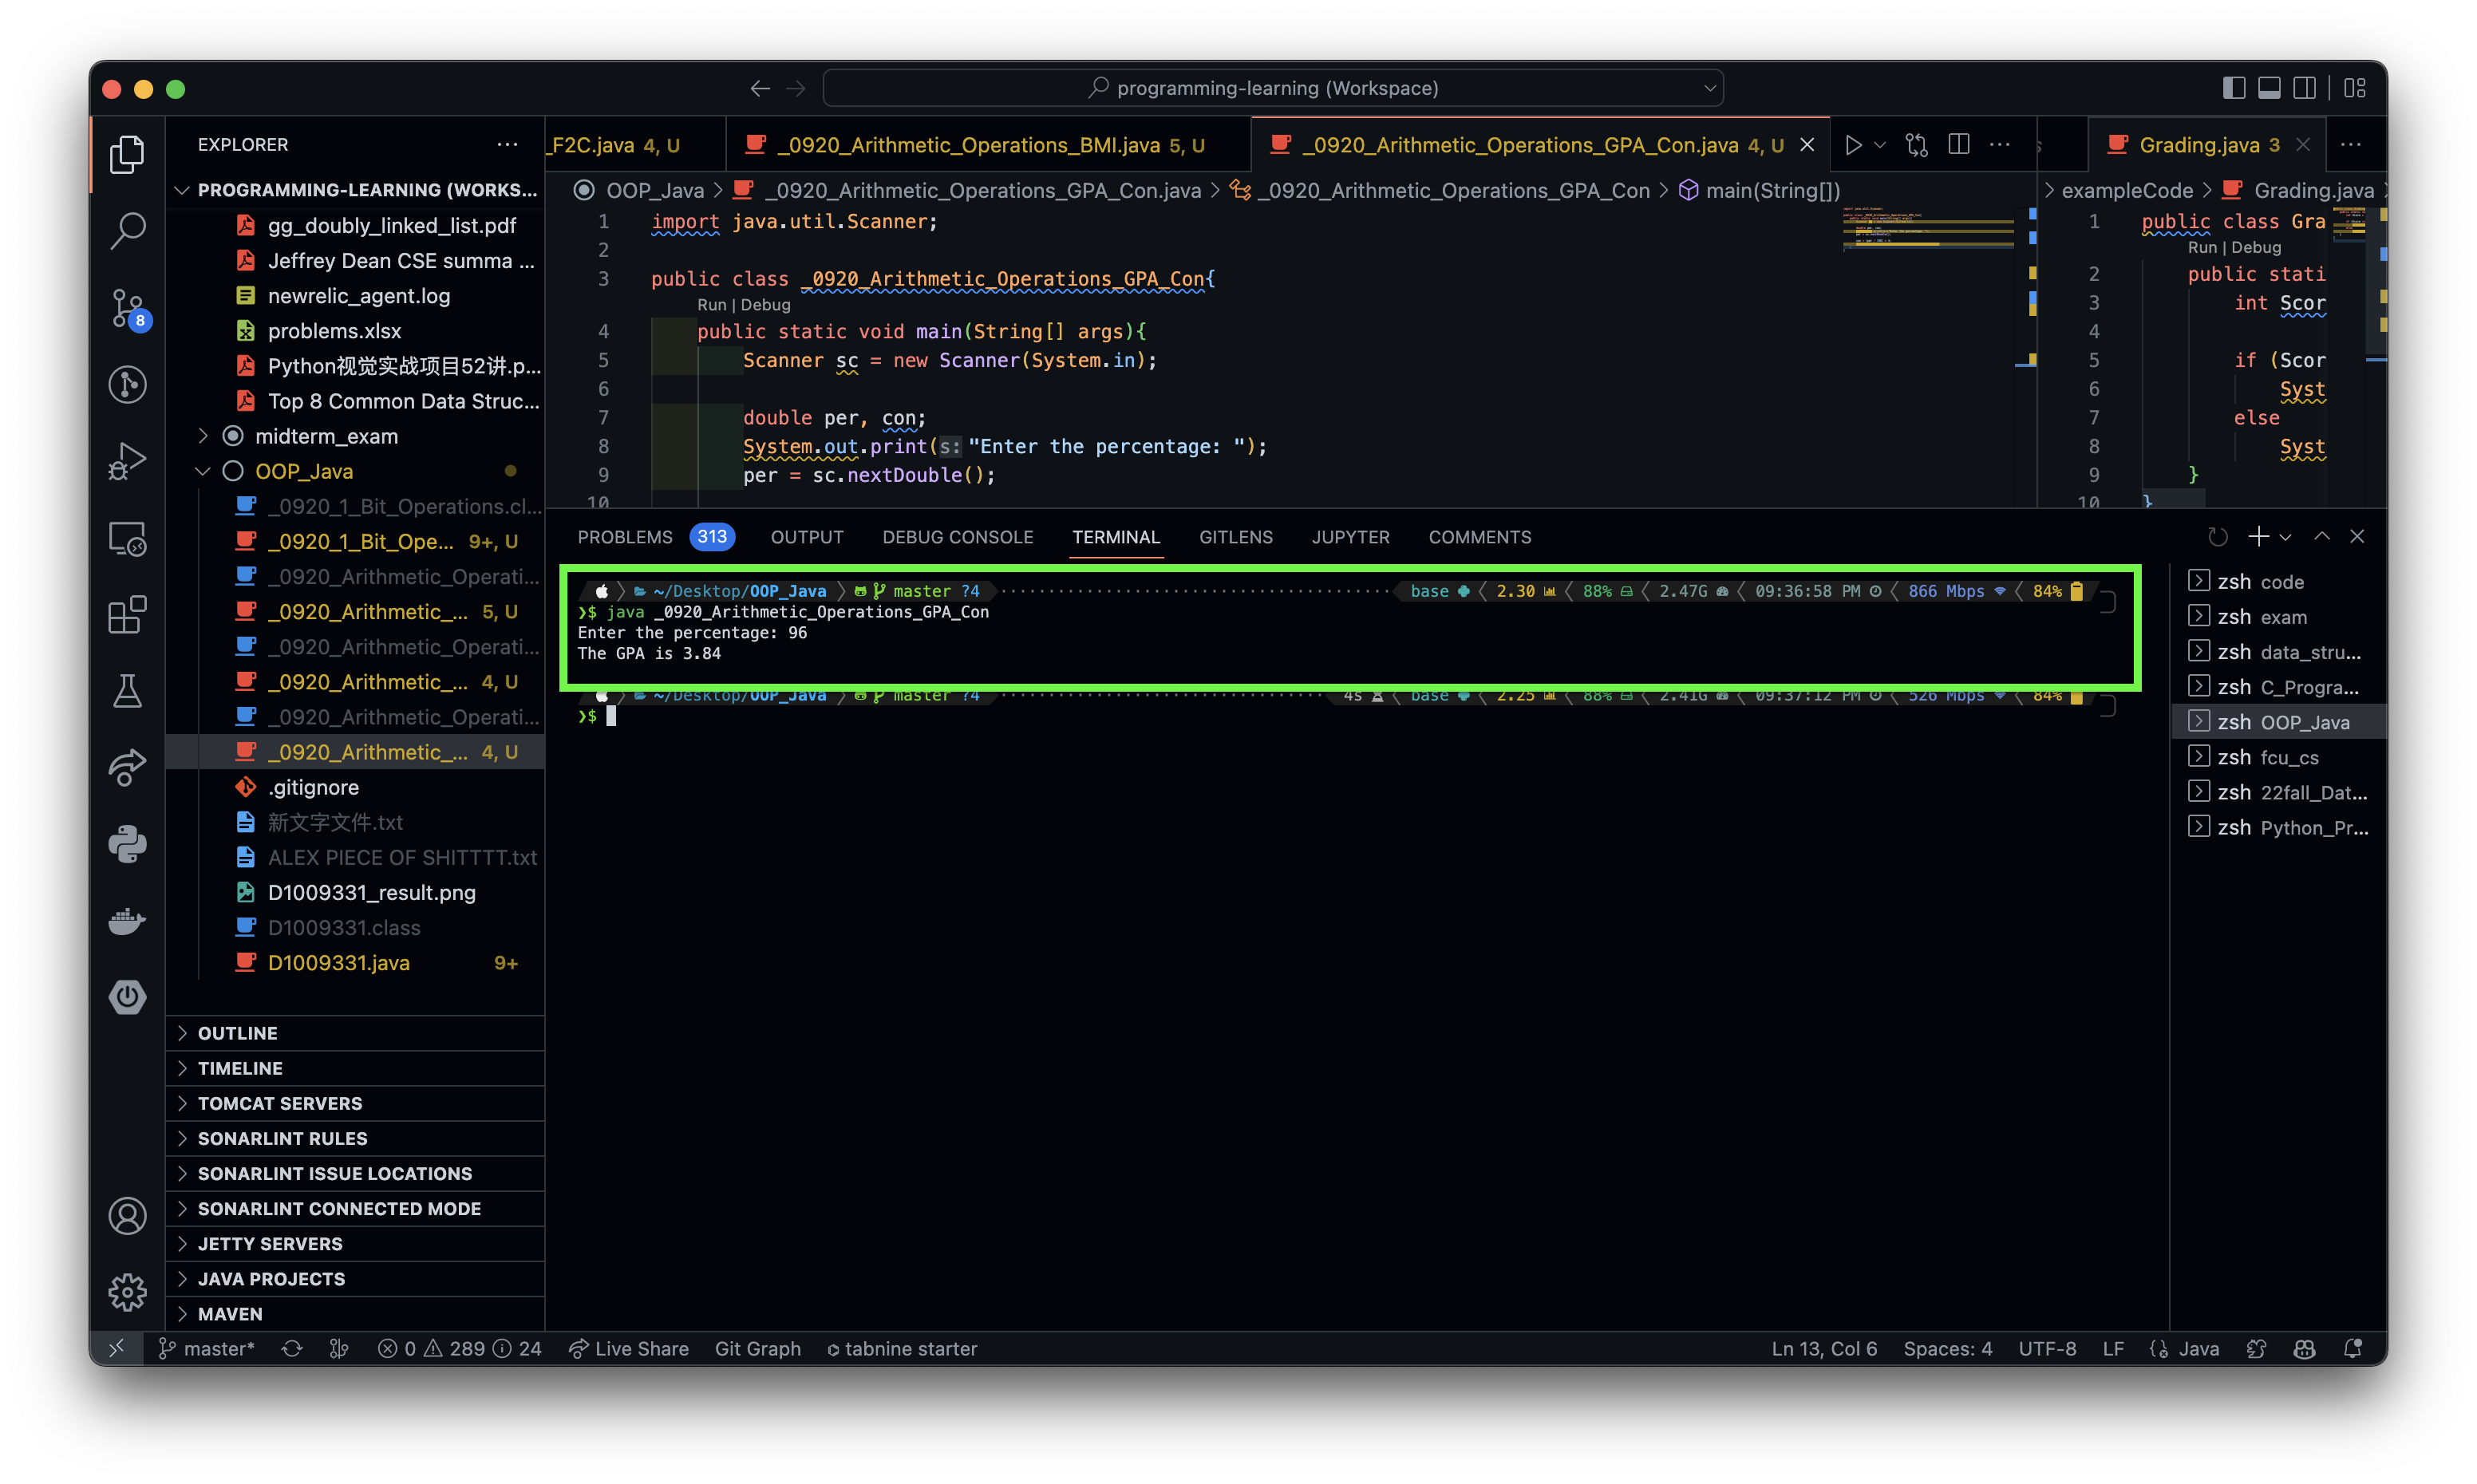 programming-learning (Workspace)
EXPLORER
PROGRAMMING-LEARNING (WORKS...
gg_doubly_linked_list.pdf
Jeffrey Dean CSE summa ...
newrelic_agent.log
problems.xlsx
Python视觉实战项目52讲.p...
Top 8 Common Data Struc...
midterm_exam
OOP_Java
_0920_1_Bit_Operations.cl...
_0920_1_Bit_Ope... 9+, U
_0920_Arithmetic_Operati...
_0920_Arithmetic_... 5, U
_0920_Arithmetic_Operati...
_0920_Arithmetic_... 4, U
_0920_Arithmetic_Operati...
_0920_Arithmetic_... 4, U
.gitignore
新文字文件.txt
ALEX PIECE OF SHITTTT.txt
D1009331_result.png
D1009331.class
D1009331.java 9+
OUTLINE
TIMELINE
TOMCAT SERVERS
SONARLINT RULES
SONARLINT ISSUE LOCATIONS
SONARLINT CONNECTED MODE
JETTY SERVERS
JAVA PROJECTS
MAVEN
8
_F2C.java 4, U
_0920_Arithmetic_Operations_BMI.java 5, U
_0920_Arithmetic_Operations_GPA_Con.java 4, U
OOP_Java > _0920_Arithmetic_Operations_GPA_Con.java > _0920_Arithmetic_Operations_GPA_Con > main(String[])
1 import java.util.Scanner;
2
3 public class _0920_Arithmetic_Operations_GPA_Con{
Run | Debug
4 public static void main(String[] args){
5 Scanner sc = new Scanner(System.in);
6
7 double per, con;
8 System.out.print(s: "Enter the percentage: ");
9 per = sc.nextDouble();
10
Grading.java 3
> exampleCode > Grading.java
1 public class Gra
Run | Debug
2 public stati
3 int Scor
4
5 if (Scor
6 Syst
7 else
8 Syst
9 }
10 }
PROBLEMS 313 OUTPUT DEBUG CONSOLE TERMINAL GITLENS JUPYTER COMMENTS
~/Desktop/OOP_Java master ?4 base 2.30 88% 2.47G 09:36:58 PM 866 Mbps 84%
❯$ java _0920_Arithmetic_Operations_GPA_Con
Enter the percentage: 96
The GPA is 3.84
~/Desktop/OOP_Java master ?4 4s base 2.25 88% 2.41G 09:37:12 PM 526 Mbps 84%
❯$
zsh code
zsh exam
zsh data_stru...
zsh C_Progra...
zsh OOP_Java
zsh fcu_cs
zsh 22fall_Dat...
zsh Python_Pr...
master* 0 289 24 Live Share Git Graph tabnine starter Ln 13, Col 6 Spaces: 4 UTF-8 LF Java